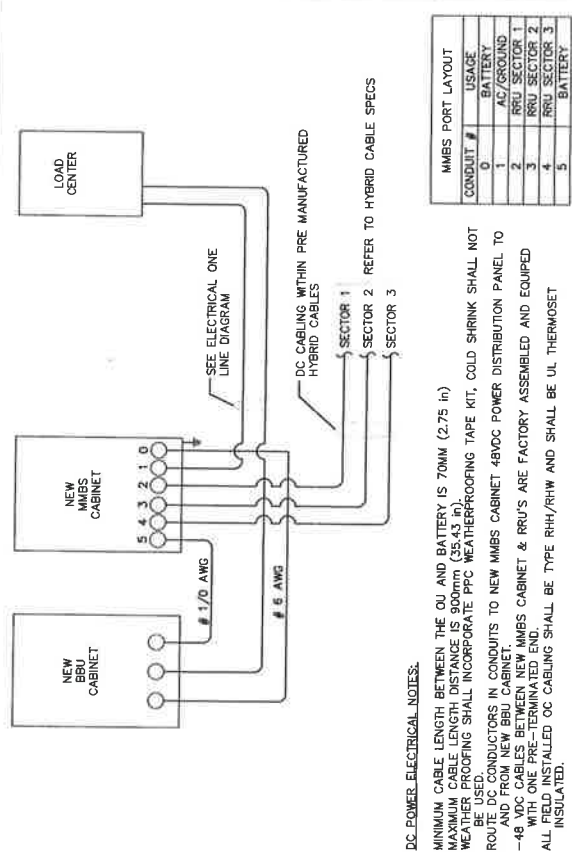 LOAD
CENTER
NEW
MMBS
CABINET
5 4 3 2 1 0
NEW
BBU
CABINET
# 1/0 AWG
# 6 AWG
SEE ELECTRICAL ONE
LINE DIAGRAM
DC CABLING WITHIN PRE MANUFACTURED
HYBRID CABLES
SECTOR 1
SECTOR 2 REFER TO HYBRID CABLE SPECS
SECTOR 3
DC POWER ELECTRICAL NOTES:
MINIMUM CABLE LENGTH BETWEEN THE OU AND BATTERY IS 70MM (2.75 in)
MAXIMUM CABLE LENGTH DISTANCE IS 900mm (35.43 in).
WEATHER PROOFING SHALL INCORPORATE PPC WEATHERPROOFING TAPE KIT, COLD SHRINK SHALL NOT
BE USED.
ROUTE DC CONDUCTORS IN CONDUITS TO NEW MMBS CABINET 48VDC POWER DISTRIBUTION PANEL TO
AND FROM NEW BBU CABINET.
-48 VDC CABLES BETWEEN NEW MMBS CABINET & RRU'S ARE FACTORY ASSEMBLED AND EQUIPED
WITH ONE PRE-TERMINATED END.
ALL FIELD INSTALLED OC CABLING SHALL BE TYPE RHH/RHW AND SHALL BE UL THERMOSET
INSULATED.
MMBS PORT LAYOUT
CONDUIT # USAGE
0 BATTERY
1 AC/GROUND
2 RRU SECTOR 1
3 RRU SECTOR 2
4 RRU SECTOR 3
5 BATTERY